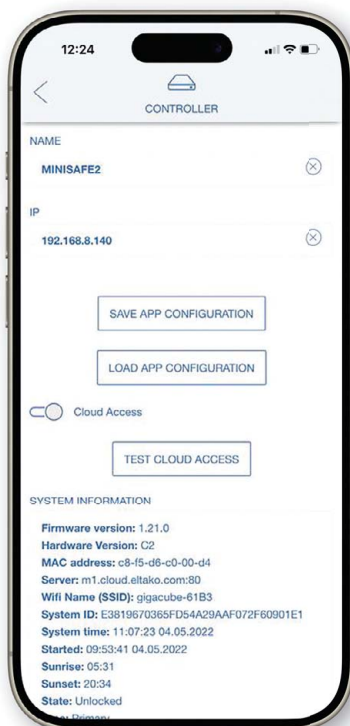 12:24
CONTROLLER
NAME
MINISAFE2
IP
192.168.8.140
SAVE APP CONFIGURATION
LOAD APP CONFIGURATION
Cloud Access
TEST CLOUD ACCESS
SYSTEM INFORMATION
Firmware version: 1.21.0
Hardware Version: C2
MAC address: c8-f5-d6-c0-00-d4
Server: m1.cloud.eltako.com:80
Wifi Name (SSID): gigacube-61B3
System ID: E3819670365FD54A29AAF072F60901E1
System time: 11:07:23 04.05.2022
Started: 09:53:41 04.05.2022
Sunrise: 05:31
Sunset: 20:34
State: Unlocked
Primary